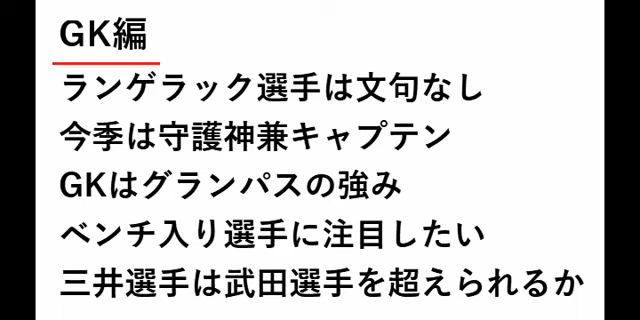 GK編
ランゲラック選手は文句なし
今季は守護神兼キャプテン
GKはグランパスの強み
ベンチ入り選手に注目したい
三井選手は武田選手を超えられるか